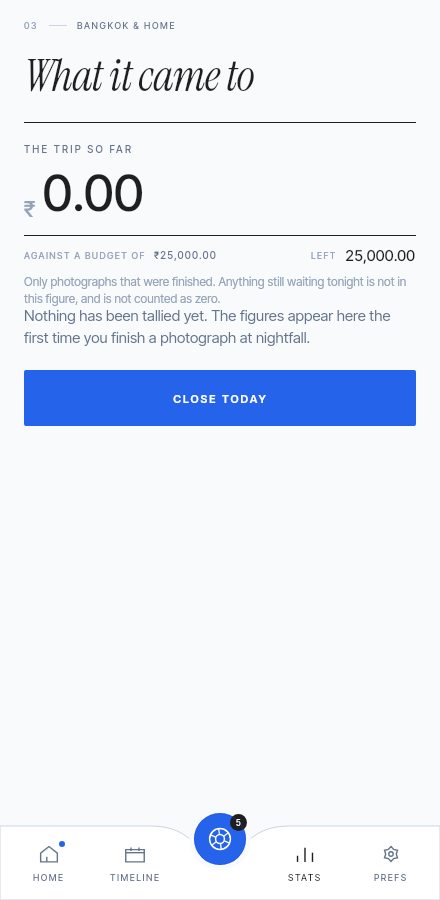 03 BANGKOK & HOME
What it came to
THE TRIP SO FAR
₹ 0.00
AGAINST A BUDGET OF ₹25,000.00 LEFT 25,000.00
Only photographs that were finished. Anything still waiting tonight is not in
this figure, and is not counted as zero.
Nothing has been tallied yet. The figures appear here the
first time you finish a photograph at nightfall.
CLOSE TODAY
5
HOME TIMELINE STATS PREFS